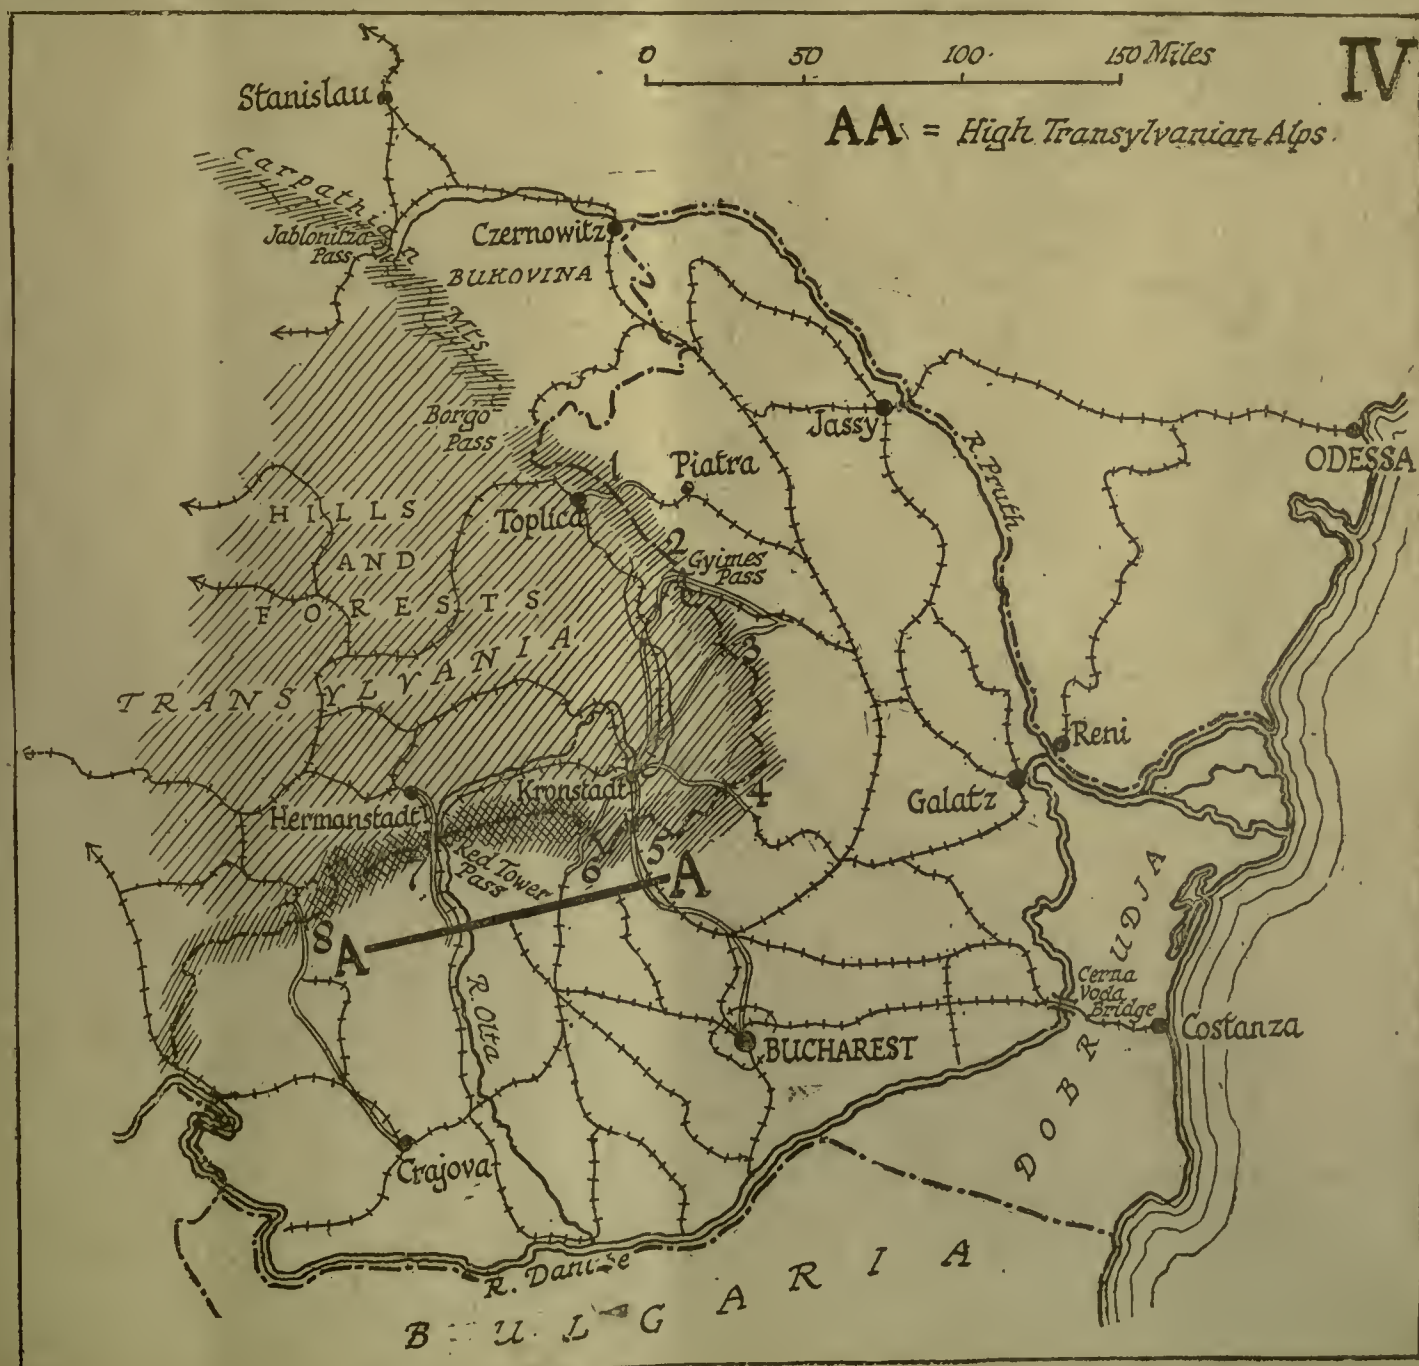 0 50 100 150 Miles
IV
Stanislau
AA = High Transylvanian Alps.
Carpathian
Jablonitza
Pass
Czernowitz
BUKOVINA
Mts
Borgo
Pass
Jassy
R. Pruth
ODESSA
1
Piatra
Toplica
HILLS
AND
FORESTS
2
Gyimes
Pass
3
TRANSYLVANIA
Reni
Kronstadt
4
Galatz
Hermanstadt
Red Tower
Pass
7
6
5
A
8
A
R. Olta
DOBRUDJA
Cerna
Voda
Bridge
Costanza
BUCHAREST
Crajova
R. Danube
BULGARIA